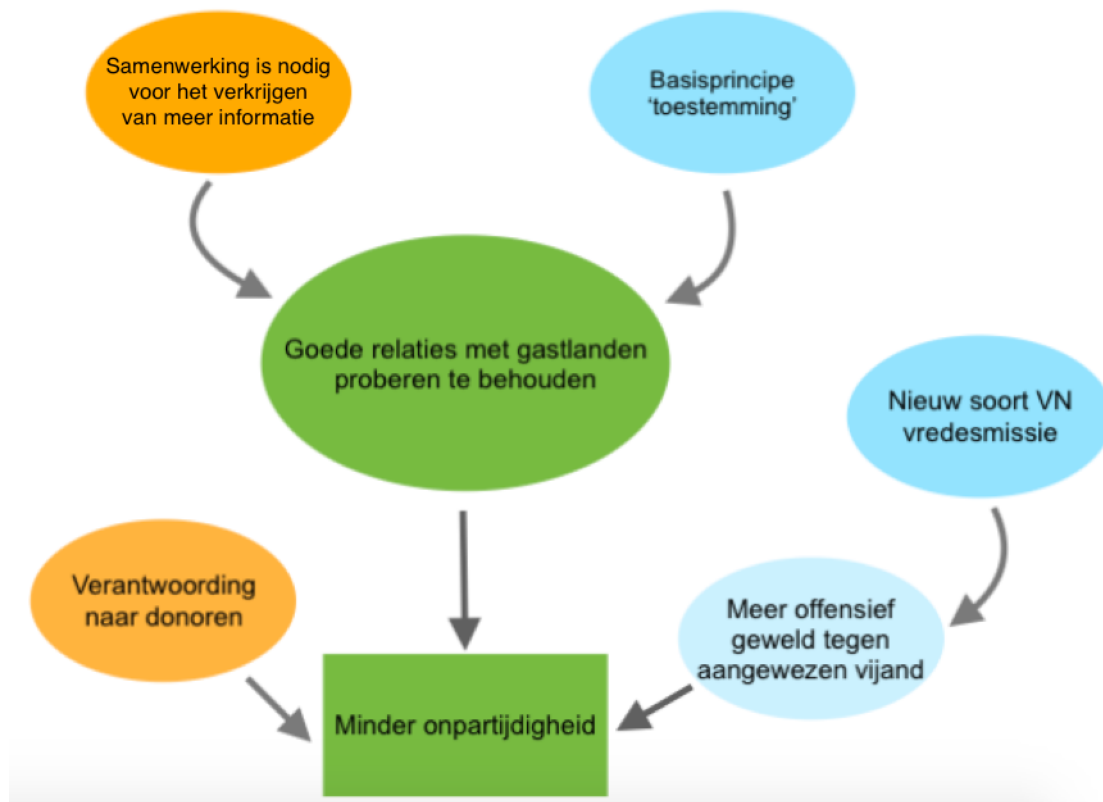 Samenwerking is nodig
voor het verkrijgen
van meer informatie
Basisprincipe
‘toestemming’
Goede relaties met gastlanden
proberen te behouden
Nieuw soort VN
vredesmissie
Verantwoording
naar donoren
Meer offensief
geweld tegen
aangewezen vijand
Minder onpartijdigheid